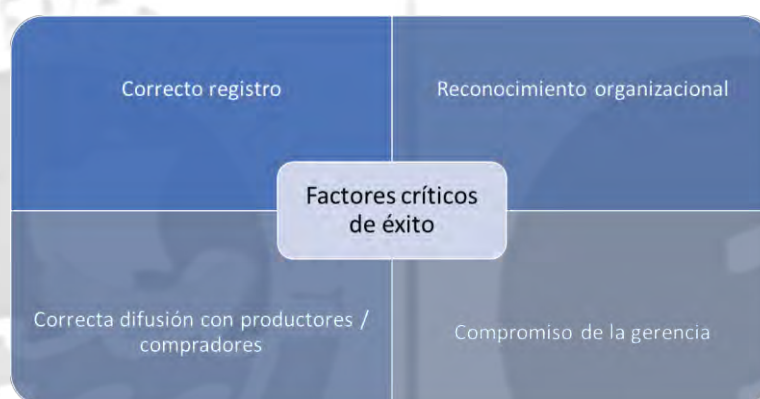 Correcto registro
Reconocimiento organizacional
Factores críticos
de éxito
Correcta difusión con productores /
compradores
Compromiso de la gerencia